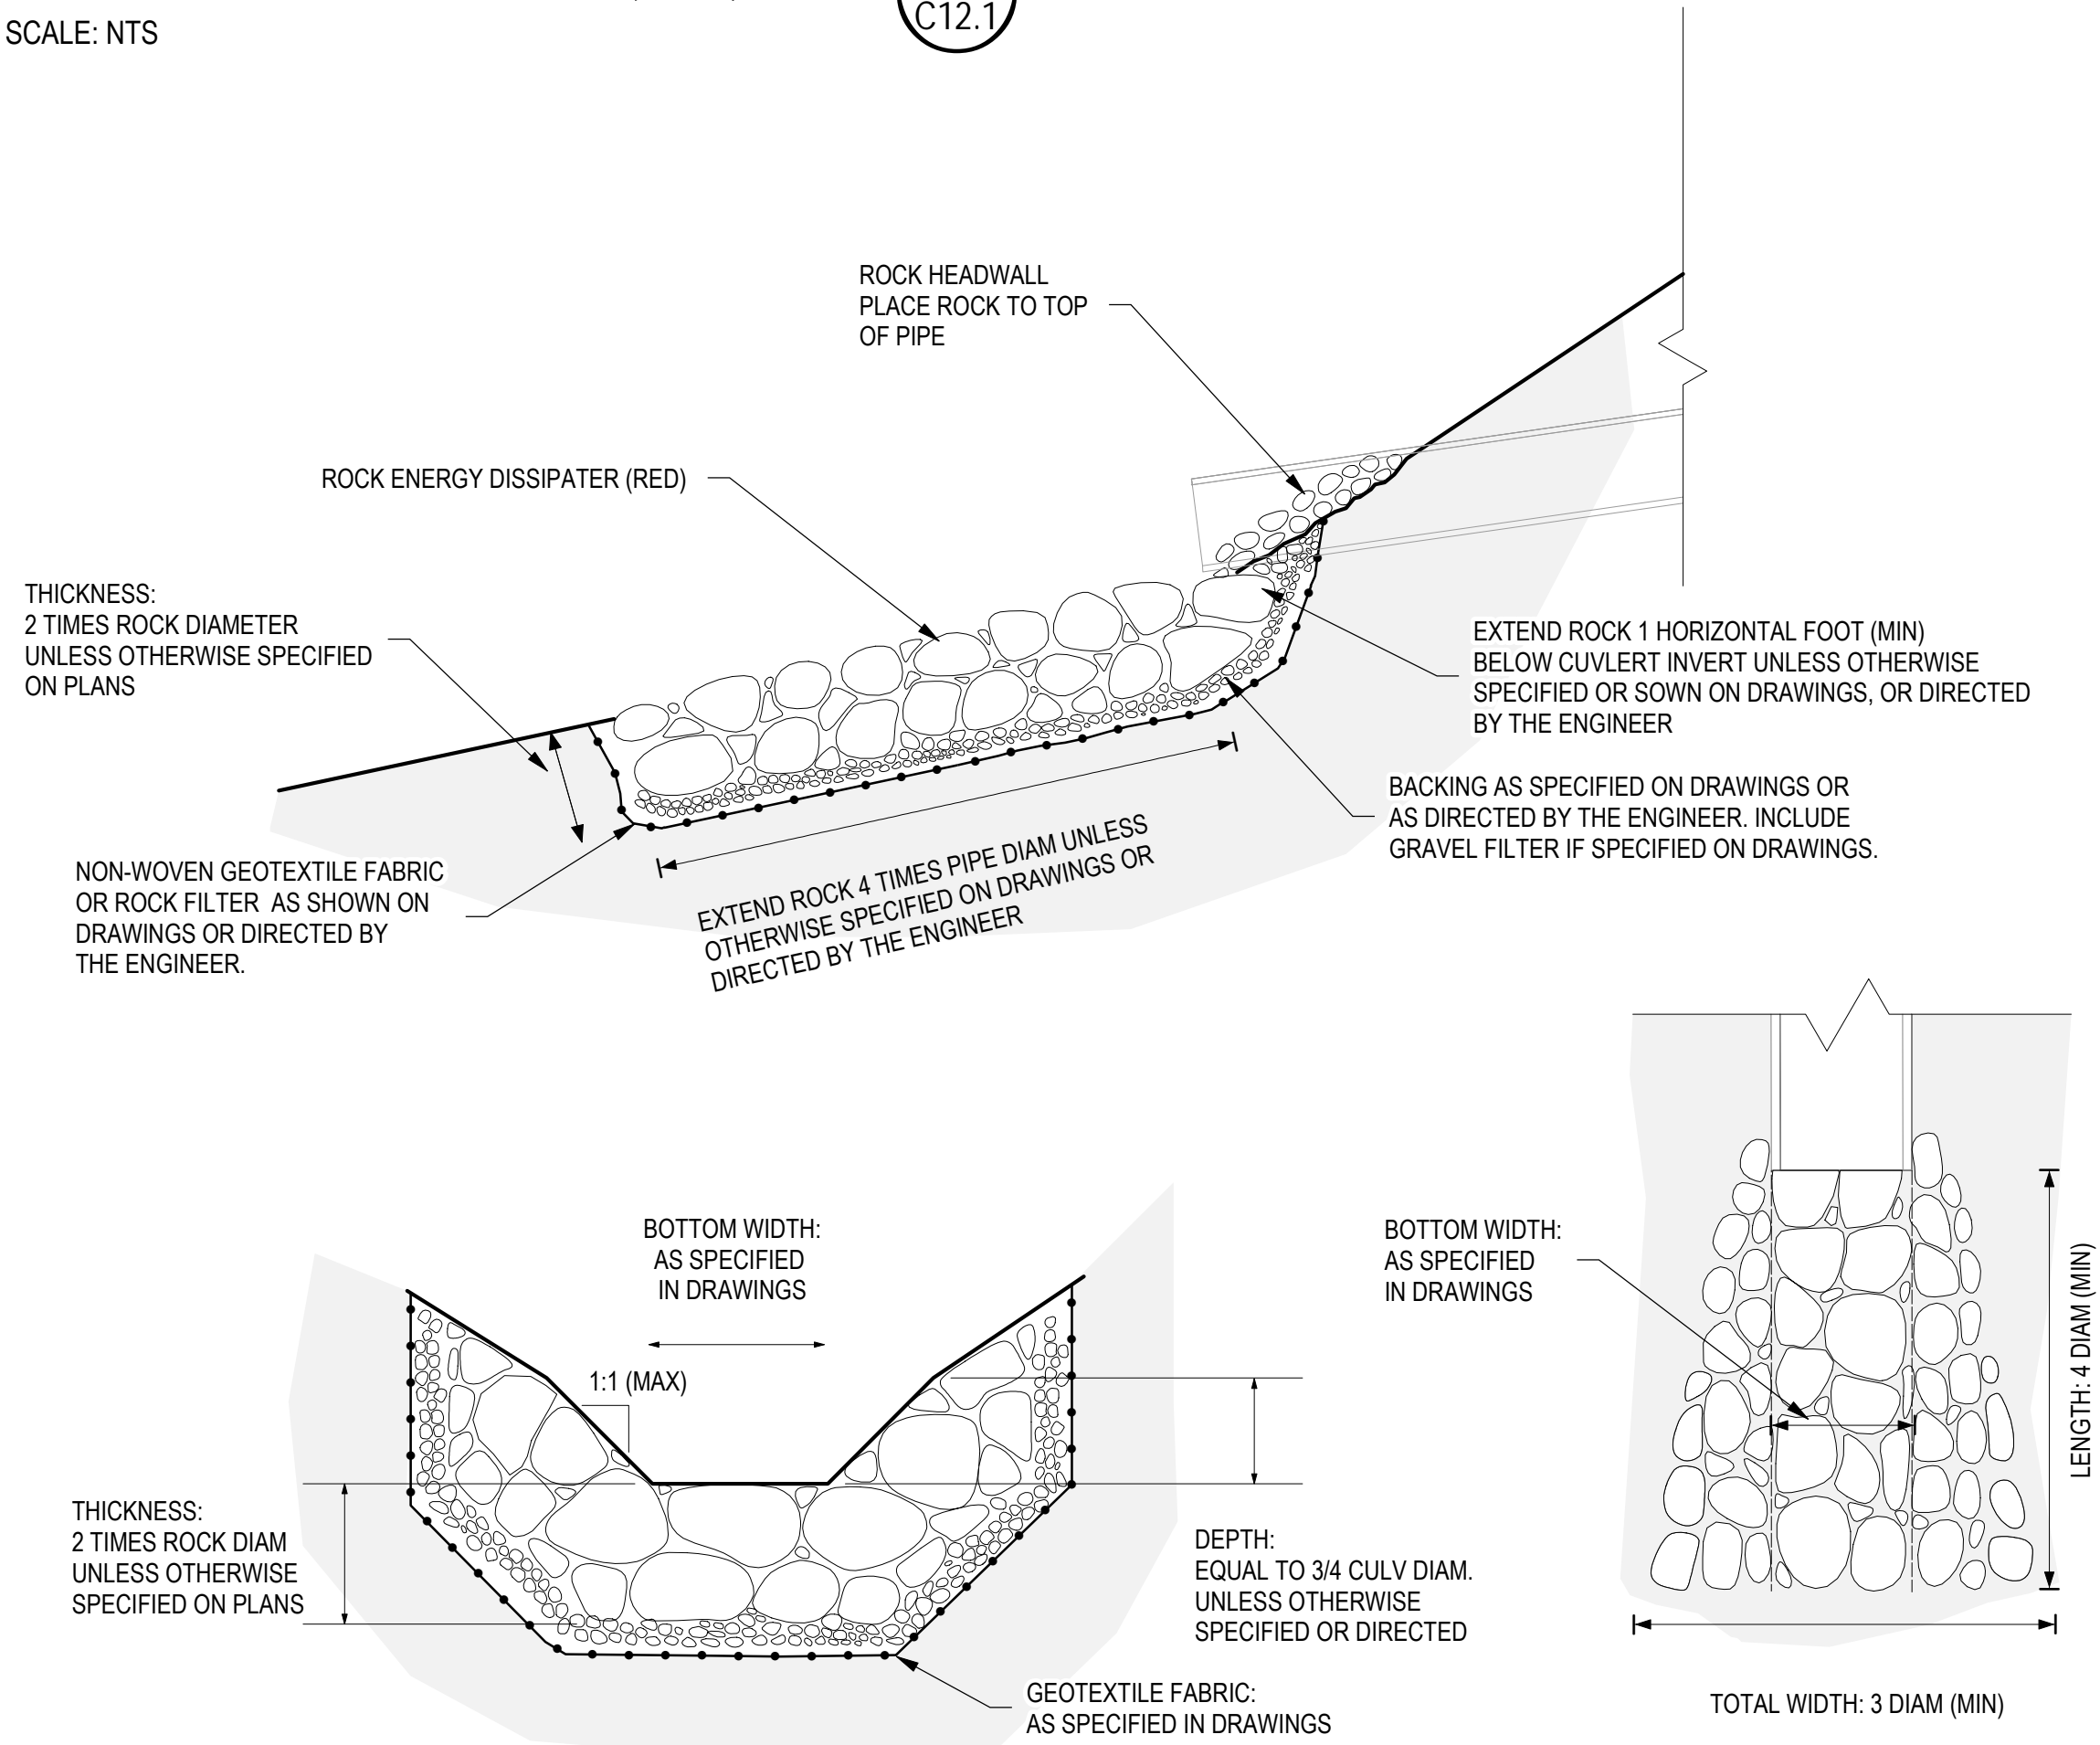 C12.1
SCALE: NTS
ROCK HEADWALL
PLACE ROCK TO TOP
OF PIPE
ROCK ENERGY DISSIPATER (RED)
THICKNESS:
2 TIMES ROCK DIAMETER
UNLESS OTHERWISE SPECIFIED
ON PLANS
EXTEND ROCK 1 HORIZONTAL FOOT (MIN)
BELOW CUVLERT INVERT UNLESS OTHERWISE
SPECIFIED OR SOWN ON DRAWINGS, OR DIRECTED
BY THE ENGINEER
BACKING AS SPECIFIED ON DRAWINGS OR
AS DIRECTED BY THE ENGINEER. INCLUDE
GRAVEL FILTER IF SPECIFIED ON DRAWINGS.
NON-WOVEN GEOTEXTILE FABRIC
OR ROCK FILTER AS SHOWN ON
DRAWINGS OR DIRECTED BY
THE ENGINEER.
EXTEND ROCK 4 TIMES PIPE DIAM UNLESS
OTHERWISE SPECIFIED ON DRAWINGS OR
DIRECTED BY THE ENGINEER
BOTTOM WIDTH:
AS SPECIFIED
IN DRAWINGS
1:1 (MAX)
THICKNESS:
2 TIMES ROCK DIAM
UNLESS OTHERWISE
SPECIFIED ON PLANS
DEPTH:
EQUAL TO 3/4 CULV DIAM.
UNLESS OTHERWISE
SPECIFIED OR DIRECTED
GEOTEXTILE FABRIC:
AS SPECIFIED IN DRAWINGS
BOTTOM WIDTH:
AS SPECIFIED
IN DRAWINGS
LENGTH: 4 DIAM (MIN)
TOTAL WIDTH: 3 DIAM (MIN)